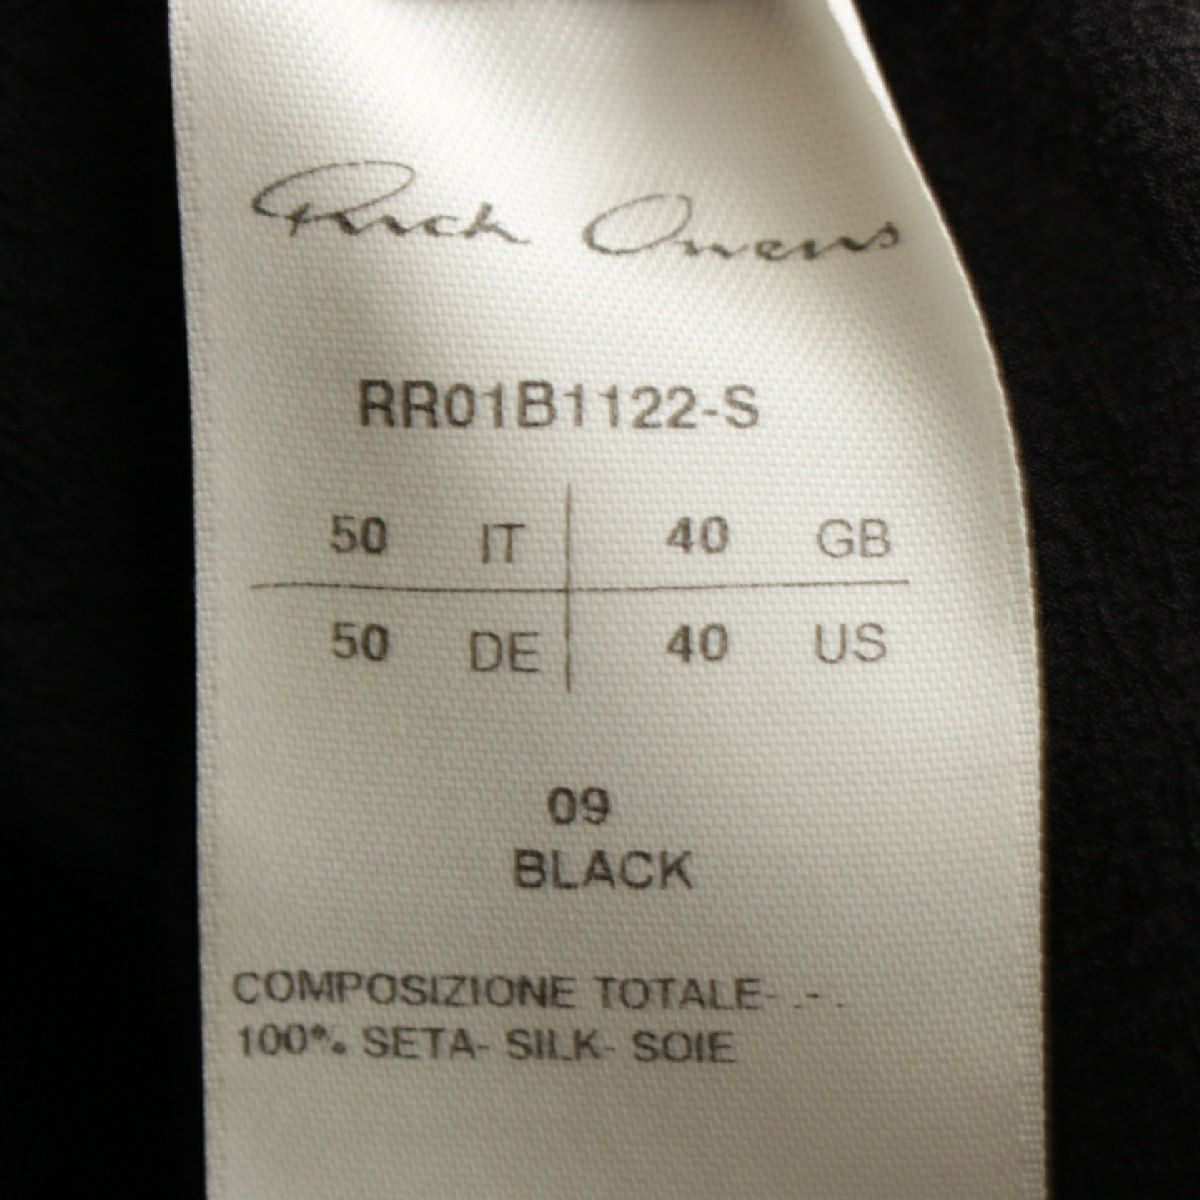 Rick Owens
RR01B1122-S
50 IT 40 GB
50 DE 40 US
09
BLACK
COMPOSIZIONE TOTALE- .- .
100% SETA- SILK- SOIE